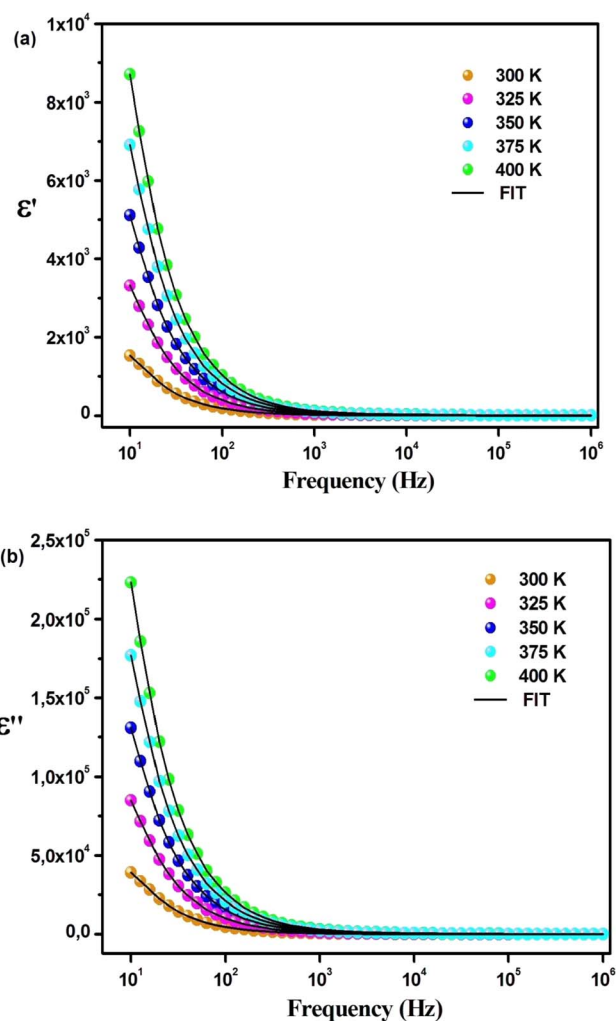 (a)
1x10⁴
8x10³
6x10³
4x10³
2x10³
0
ε'
300 K
325 K
350 K
375 K
400 K
FIT
10¹ 10² 10³ 10⁴ 10⁵ 10⁶
Frequency (Hz)
(b)
2,5x10⁵
2,0x10⁵
1,5x10⁵
1,0x10⁵
5,0x10⁴
0,0
ε''
300 K
325 K
350 K
375 K
400 K
FIT
10¹ 10² 10³ 10⁴ 10⁵ 10⁶
Frequency (Hz)